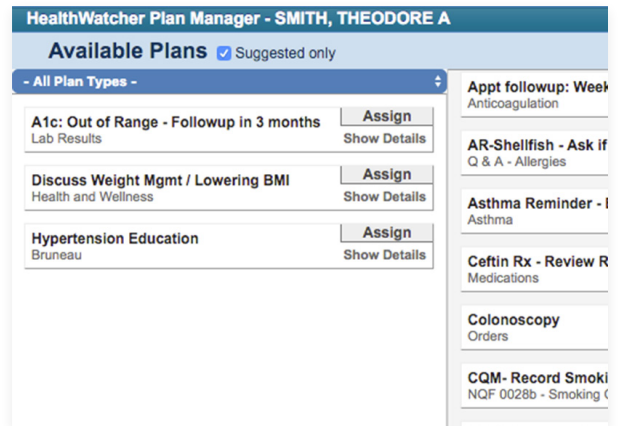 HealthWatcher Plan Manager - SMITH, THEODORE A
Available Plans Suggested only
- All Plan Types -
A1c: Out of Range - Followup in 3 months
Lab Results
Assign
Show Details
Discuss Weight Mgmt / Lowering BMI
Health and Wellness
Assign
Show Details
Hypertension Education
Bruneau
Assign
Show Details
Appt followup: Week
Anticoagulation
AR-Shellfish - Ask if
Q & A - Allergies
Asthma Reminder -
Asthma
Ceftin Rx - Review R
Medications
Colonoscopy
Orders
CQM- Record Smoki
NQF 0028b - Smoking